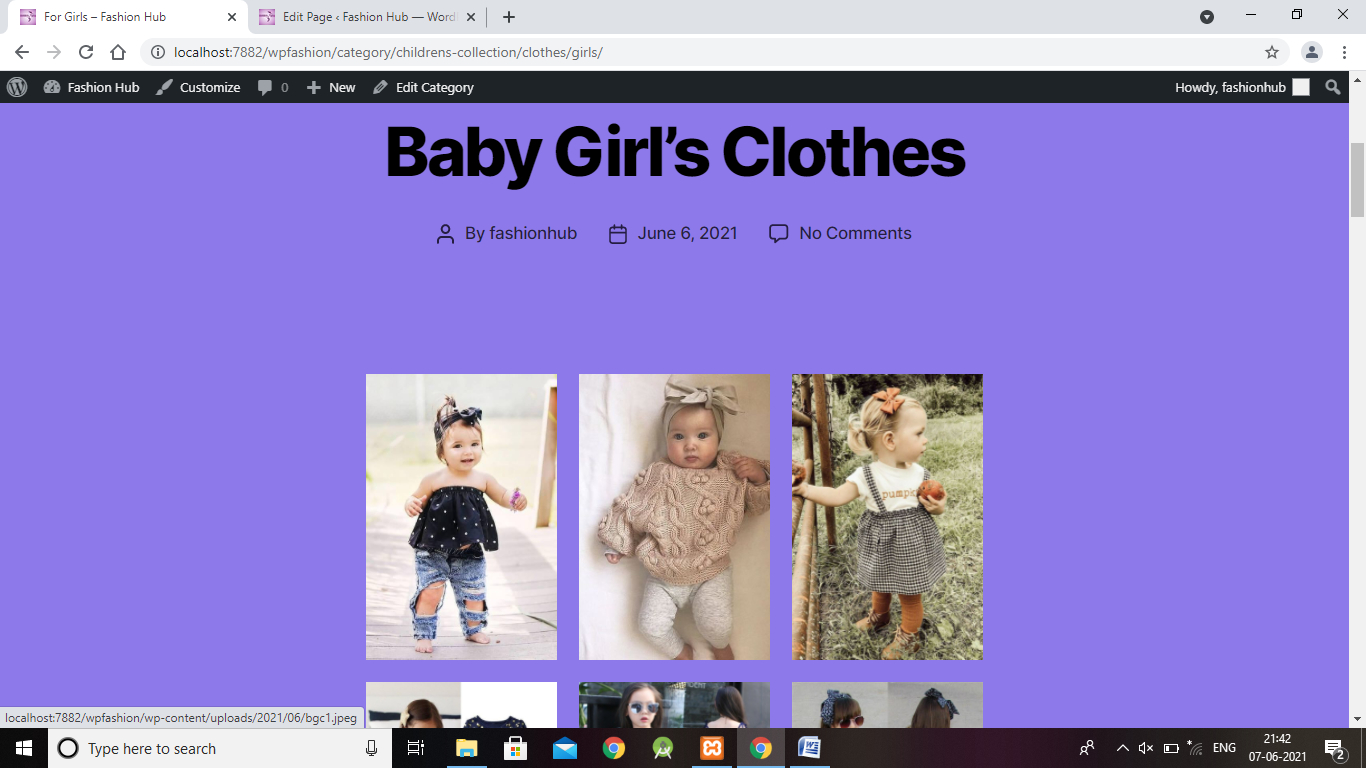 For Girls – Fashion Hub
Edit Page ‹ Fashion Hub — Word
localhost:7882/wpfashion/category/childrens-collection/clothes/girls/
Fashion Hub
Customize
0
New
Edit Category
Howdy, fashionhub
Baby Girl’s Clothes
By fashionhub
June 6, 2021
No Comments
pumpk
localhost:7882/wpfashion/wp-content/uploads/2021/06/bgc1.jpeg
Type here to search
ENG
21:42
07-06-2021
2